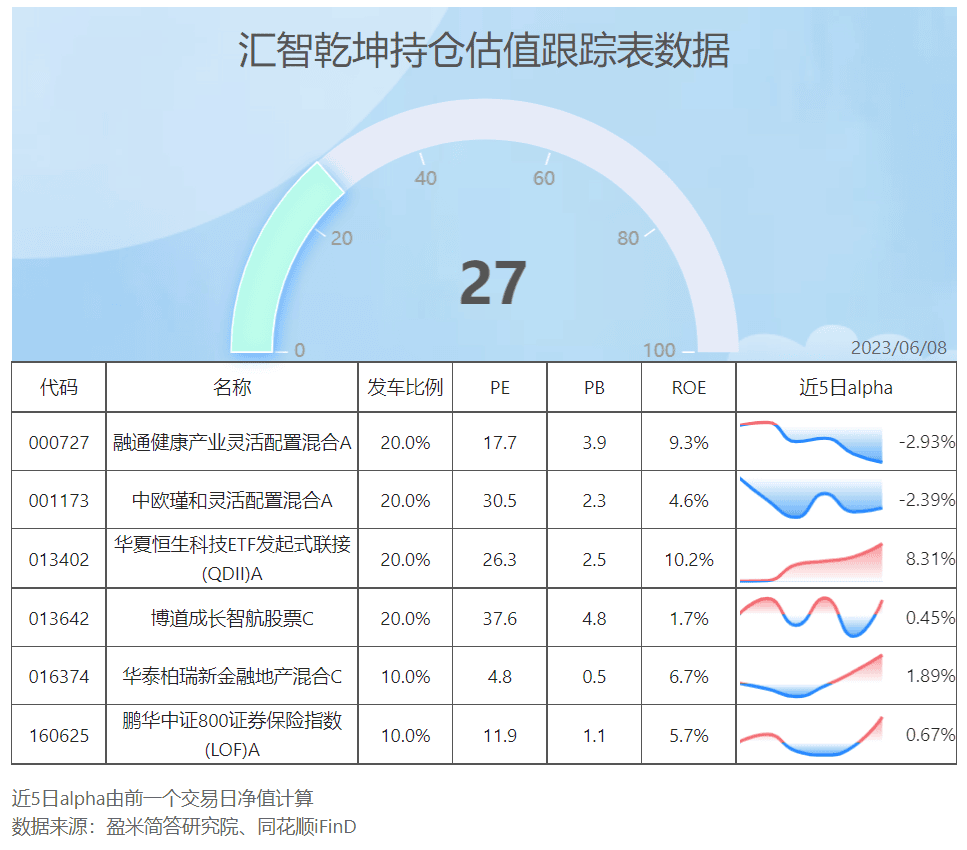 汇智乾坤持仓估值跟踪表数据
40 60
20 80
27
0 100
2023/06/08
代码 名称 发车比例 PE PB ROE 近5日alpha
000727 融通健康产业灵活配置混合A 20.0% 17.7 3.9 9.3% -2.93%
001173 中欧瑾和灵活配置混合A 20.0% 30.5 2.3 4.6% -2.39%
013402 华夏恒生科技ETF发起式联接
(QDII)A 20.0% 26.3 2.5 10.2% 8.31%
013642 博道成长智航股票C 20.0% 37.6 4.8 1.7% 0.45%
016374 华泰柏瑞新金融地产混合C 10.0% 4.8 0.5 6.7% 1.89%
160625 鹏华中证800证券保险指数
(LOF)A 10.0% 11.9 1.1 5.7% 0.67%
近5日alpha由前一个交易日净值计算
数据来源：盈米简答研究院、同花顺iFinD